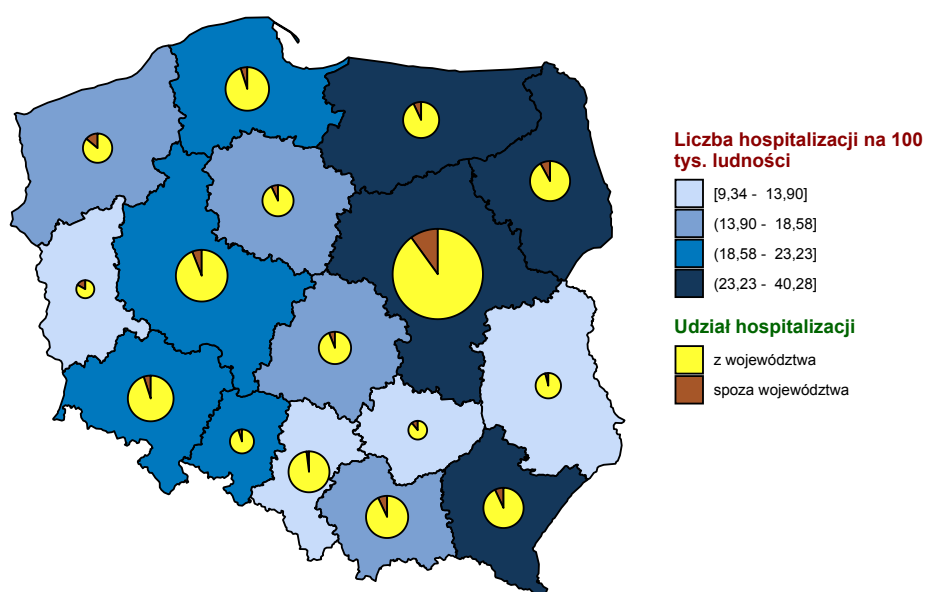 Liczba hospitalizacji na 100
tys. ludności
[9,34 - 13,90]
(13,90 - 18,58]
(18,58 - 23,23]
(23,23 - 40,28]
Udział hospitalizacji
z województwa
spoza województwa